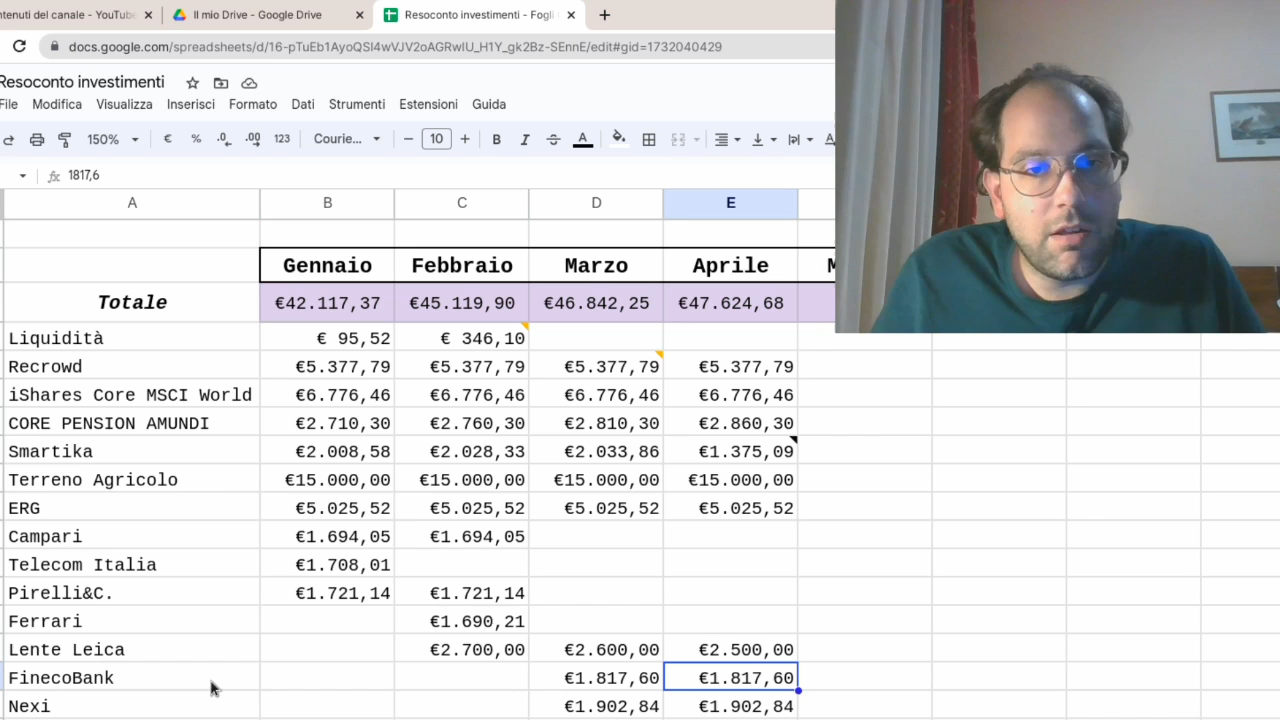 ntenuti del canale - YouTube
Il mio Drive - Google Drive
Resoconto investimenti - Fogli
docs.google.com/spreadsheets/d/16-pTuEb1AyoQSI4wVJV2oAGRwIU_H1Y_gk2Bz-SEnnE/edit#gid=1732040429
Resoconto investimenti
File Modifica Visualizza Inserisci Formato Dati Strumenti Estensioni Guida
150% € % .0 .00 123 Courie... − 10 + B I A
fx 1817,6
A B C D E
Gennaio Febbraio Marzo Aprile M
Totale €42.117,37 €45.119,90 €46.842,25 €47.624,68
Liquidità € 95,52 € 346,10
Recrowd €5.377,79 €5.377,79 €5.377,79 €5.377,79
iShares Core MSCI World €6.776,46 €6.776,46 €6.776,46 €6.776,46
CORE PENSION AMUNDI €2.710,30 €2.760,30 €2.810,30 €2.860,30
Smartika €2.008,58 €2.028,33 €2.033,86 €1.375,09
Terreno Agricolo €15.000,00 €15.000,00 €15.000,00 €15.000,00
ERG €5.025,52 €5.025,52 €5.025,52 €5.025,52
Campari €1.694,05 €1.694,05
Telecom Italia €1.708,01
Pirelli&C. €1.721,14 €1.721,14
Ferrari €1.690,21
Lente Leica €2.700,00 €2.600,00 €2.500,00
FinecoBank €1.817,60 €1.817,60
Nexi €1.902,84 €1.902,84